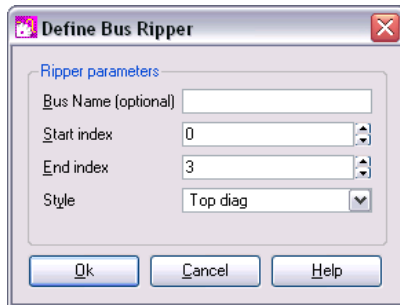 Define Bus Ripper
Ripper parameters
Bus Name (optional)
Start index 0
End index 3
Style Top diag
Ok Cancel Help